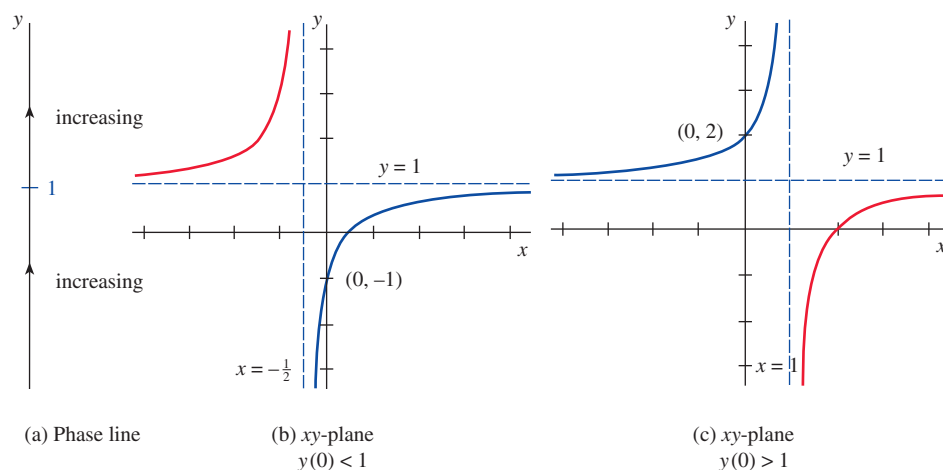 y
increasing
1
increasing
(a) Phase line
y
y = 1
x
(0, –1)
x = –1/2
(b) xy-plane
y(0) < 1
y
(0, 2)
y = 1
x
x = 1
(c) xy-plane
y(0) > 1